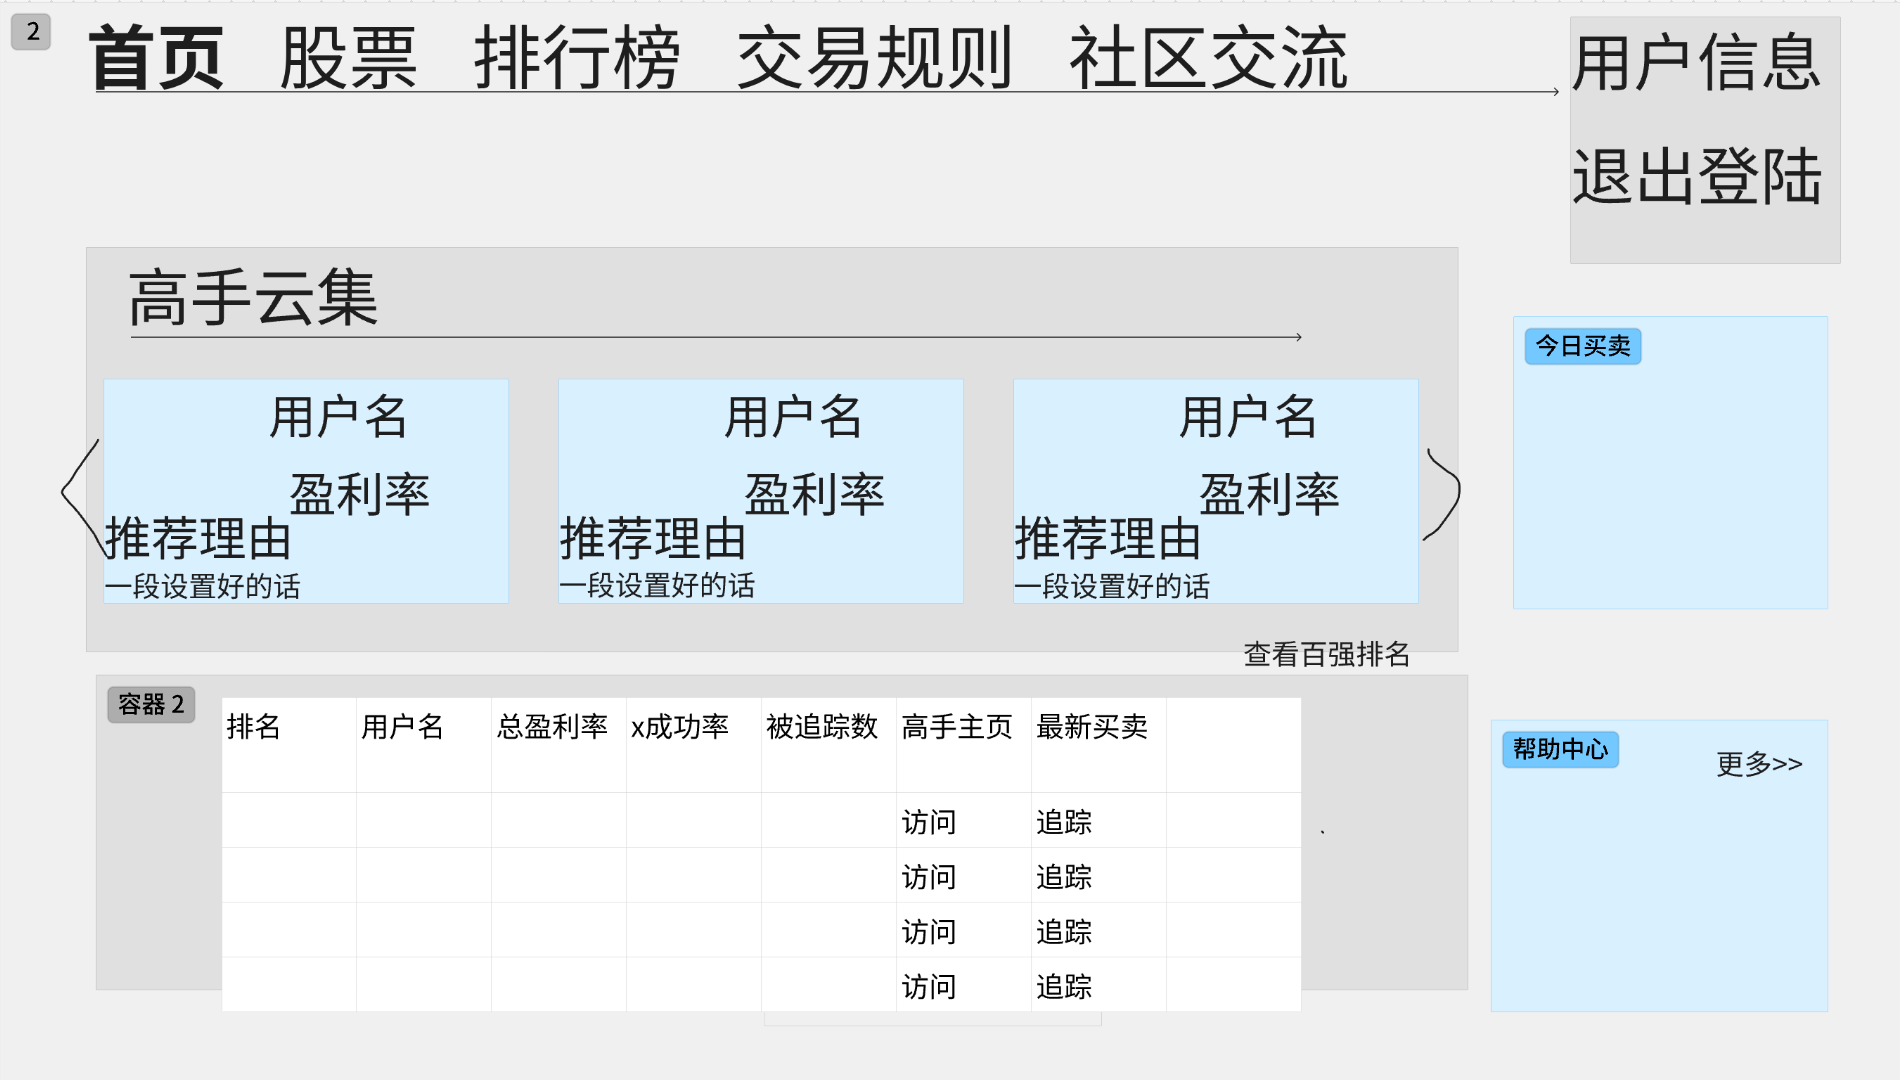 2
首页 股票 排行榜 交易规则 社区交流
用户信息
退出登陆
高手云集
用户名
盈利率
推荐理由
一段设置好的话
用户名
盈利率
推荐理由
一段设置好的话
用户名
盈利率
推荐理由
一段设置好的话
查看百强排名
今日买卖
容器 2
排名 用户名 总盈利率 x成功率 被追踪数 高手主页 最新买卖
访问 追踪
访问 追踪
访问 追踪
访问 追踪
帮助中心
更多>>